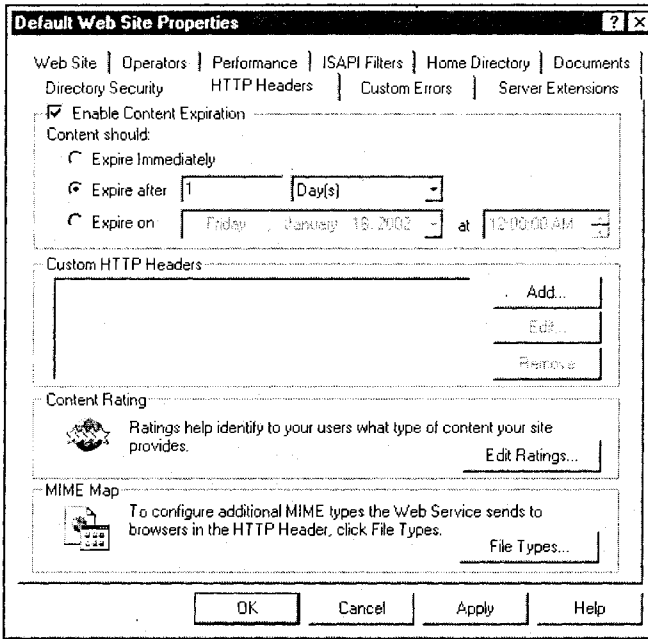 Default Web Site Properties ? ×
Web Site Operators Performance ISAPI Filters Home Directory Documents
Directory Security HTTP Headers Custom Errors Server Extensions
Enable Content Expiration
Content should:
Expire Immediately
Expire after 1 Day(s)
Expire on Friday , January 18, 2002 at 12:00:00 AM
Custom HTTP Headers
Add...
Edit...
Remove
Content Rating
Ratings help identify to your users what type of content your site
provides.
Edit Ratings...
MIME Map
To configure additional MIME types the Web Service sends to
browsers in the HTTP Header, click File Types.
File Types...
OK Cancel Apply Help